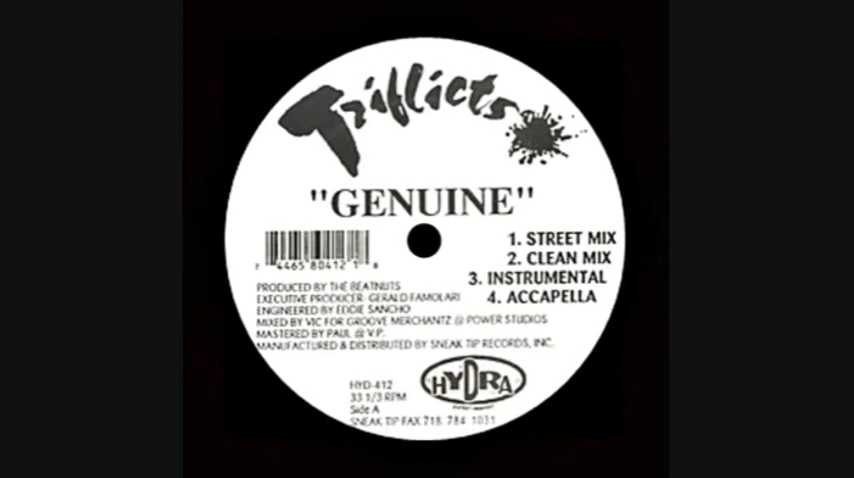 Triflicts
"GENUINE"
1. STREET MIX
2. CLEAN MIX
3. INSTRUMENTAL
4. ACCAPELLA
7 44658 0412 1 8
PRODUCED BY THE BEATNUTS
EXECUTIVE PRODUCER: GERALD FAMOLARI
ENGINEERED BY EDDIE SANCHO
MIXED BY VIC FOR GROOVE MERCHANTZ @ POWER STUDIOS
MASTERED BY PAUL @ V.P.
MANUFACTURED & DISTRIBUTED BY SNEAK TIP RECORDS, INC.
HYDRA
HYD-412
33 1/3 RPM
Side A
SNEAK TIP FAX 718. 784. 1031